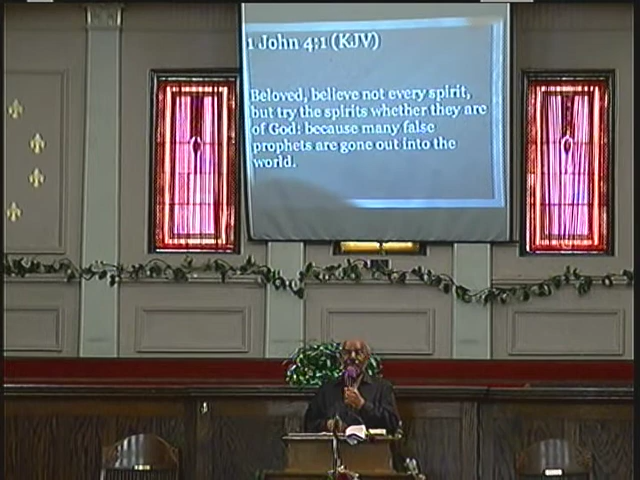 1 John 4:1 (KJV)
Beloved, believe not every spirit,
but try the spirits whether they are
of God: because many false
prophets are gone out into the
world.